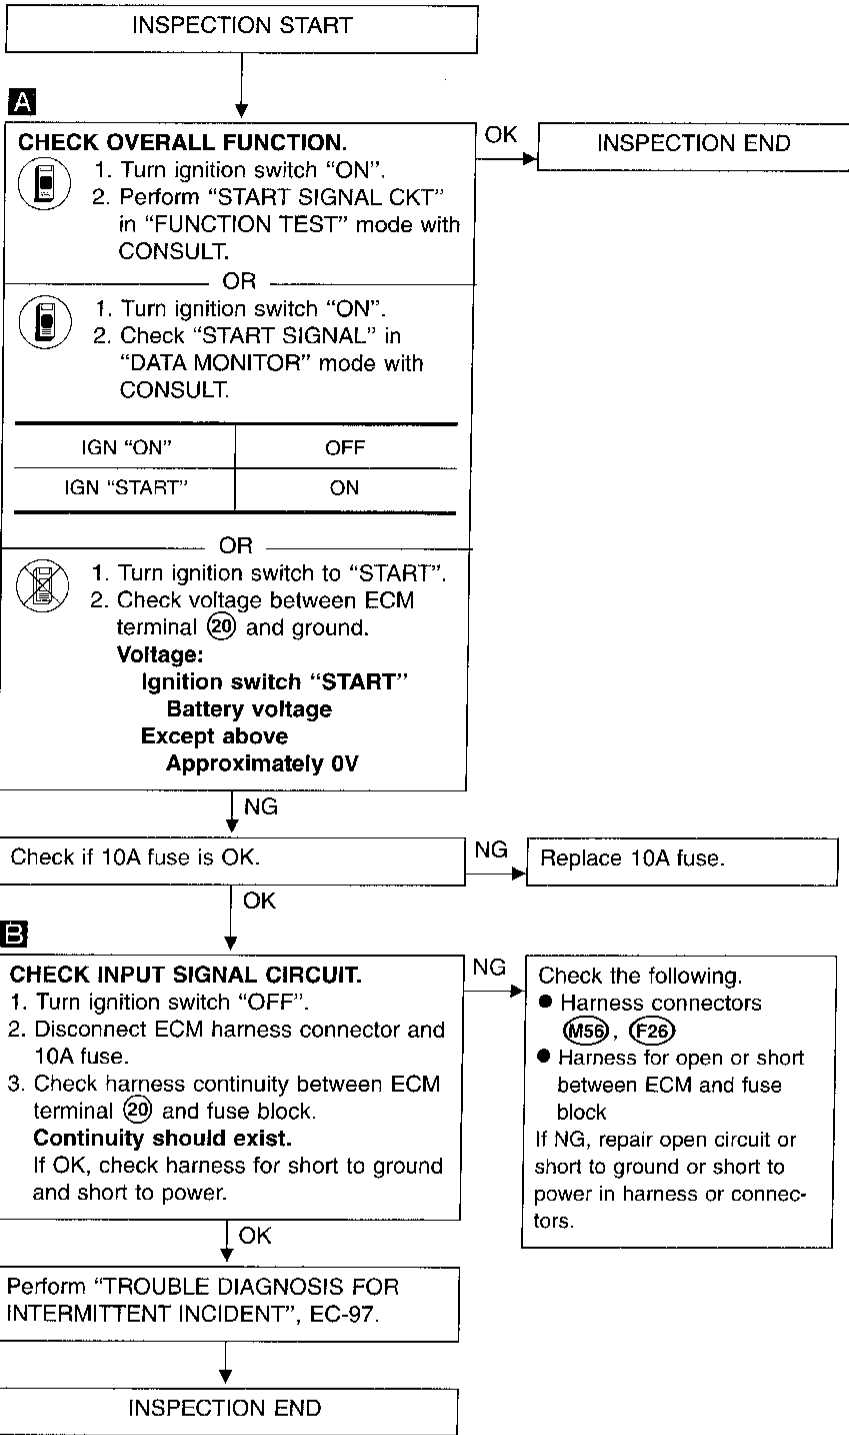 INSPECTION START
A
CHECK OVERALL FUNCTION.
1. Turn ignition switch “ON”.
2. Perform “START SIGNAL CKT”
in “FUNCTION TEST” mode with
CONSULT.
OR
1. Turn ignition switch “ON”.
2. Check “START SIGNAL” in
“DATA MONITOR” mode with
CONSULT.
IGN “ON” OFF
IGN “START” ON
OR
1. Turn ignition switch to “START”.
2. Check voltage between ECM
terminal 20 and ground.
Voltage:
Ignition switch “START”
Battery voltage
Except above
Approximately 0V
OK
INSPECTION END
NG
Check if 10A fuse is OK.
NG
Replace 10A fuse.
OK
B
CHECK INPUT SIGNAL CIRCUIT.
1. Turn ignition switch “OFF”.
2. Disconnect ECM harness connector and
10A fuse.
3. Check harness continuity between ECM
terminal 20 and fuse block.
Continuity should exist.
If OK, check harness for short to ground
and short to power.
NG
Check the following.
● Harness connectors
M56, F26
● Harness for open or short
between ECM and fuse
block
If NG, repair open circuit or
short to ground or short to
power in harness or connec-
tors.
OK
Perform “TROUBLE DIAGNOSIS FOR
INTERMITTENT INCIDENT”, EC-97.
INSPECTION END